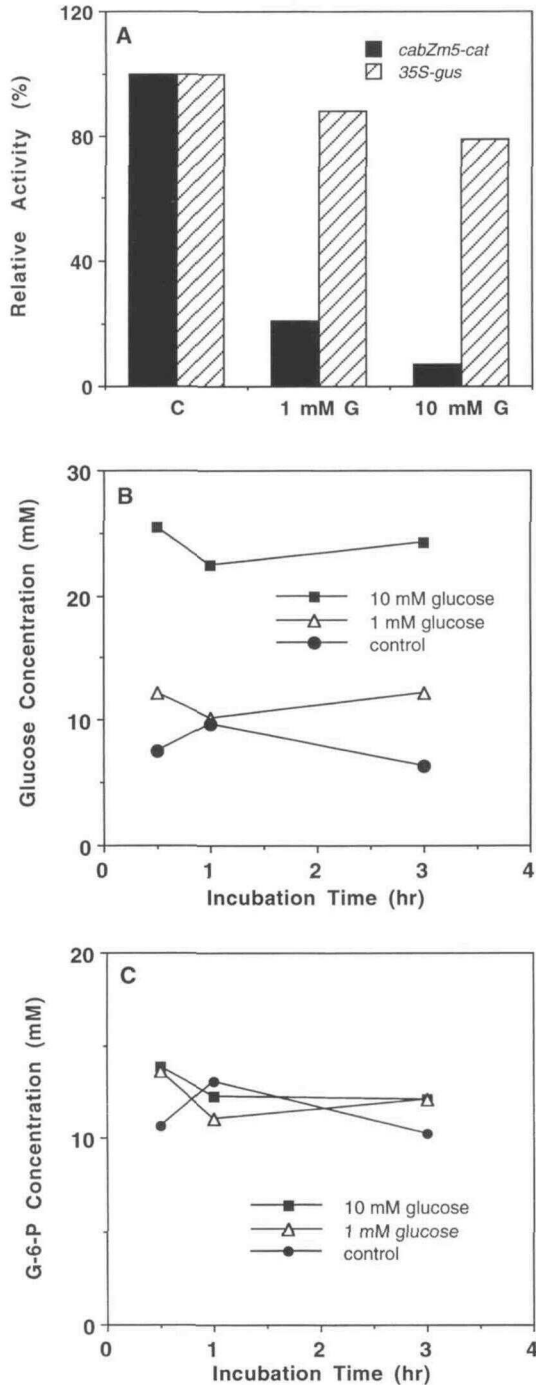 A
cabZm5-cat
35S-gus
Relative Activity (%)
120
80
40
0
C
1 mM G
10 mM G
B
Glucose Concentration (mM)
30
20
10
0
10 mM glucose
1 mM glucose
control
0
1
2
3
4
Incubation Time (hr)
C
G-6-P Concentration (mM)
20
10
0
10 mM glucose
1 mM glucose
control
0
1
2
3
4
Incubation Time (hr)